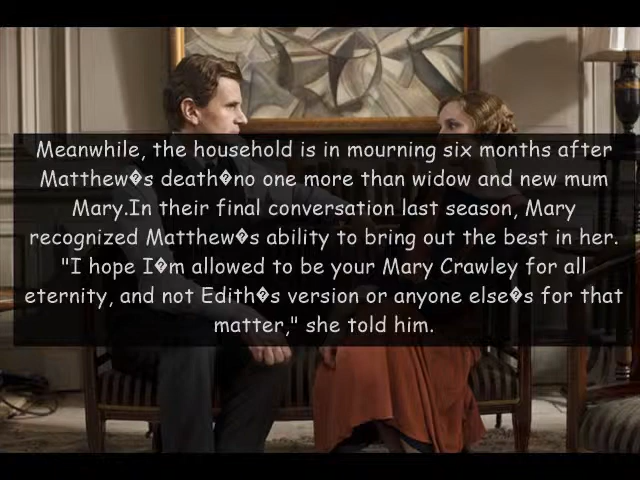 Meanwhile, the household is in mourning six months after
Matthew�s death�no one more than widow and new mum
Mary.In their final conversation last season, Mary
recognized Matthew�s ability to bring out the best in her.
"I hope I�m allowed to be your Mary Crawley for all
eternity, and not Edith�s version or anyone else�s for that
matter," she told him.